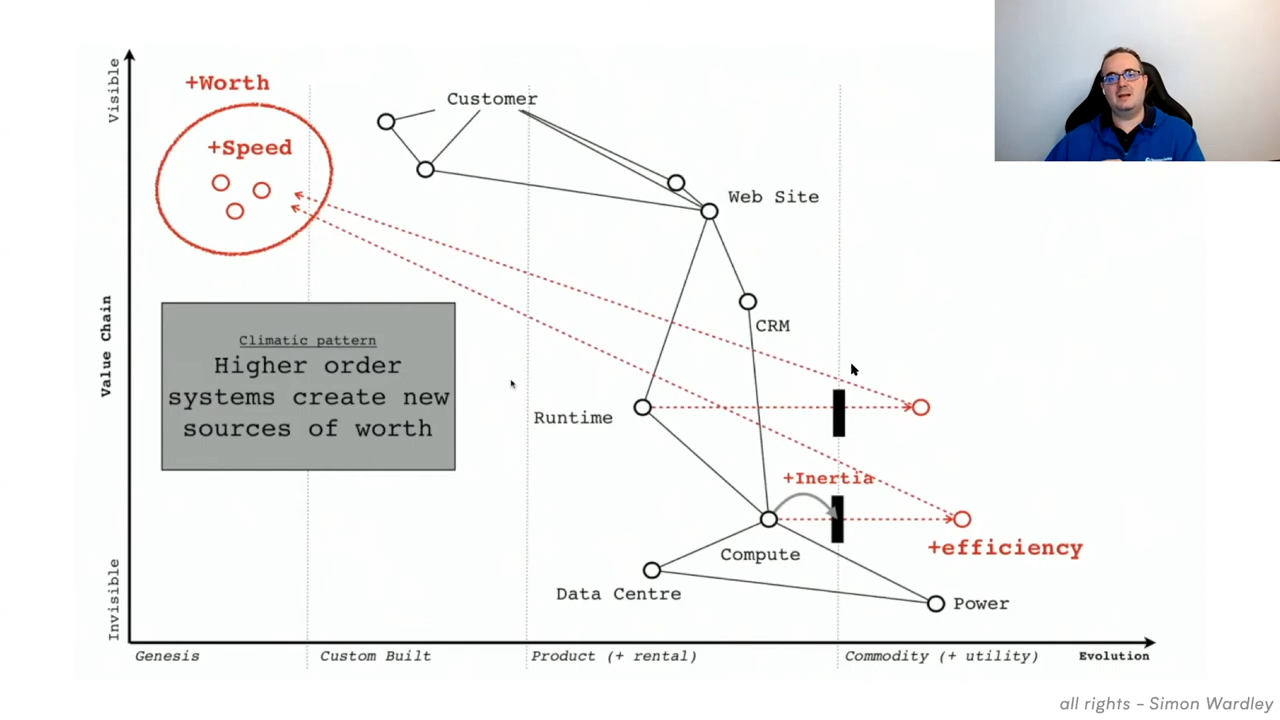 Visible
+Worth
Customer
+Speed
Web Site
Value Chain
Climatic pattern
Higher order
systems create new
sources of worth
CRM
Runtime
+Inertia
+efficiency
Compute
Data Centre
Power
Invisible
Genesis
Custom Built
Product (+ rental)
Commodity (+ utility)
Evolution
all rights – Simon Wardley